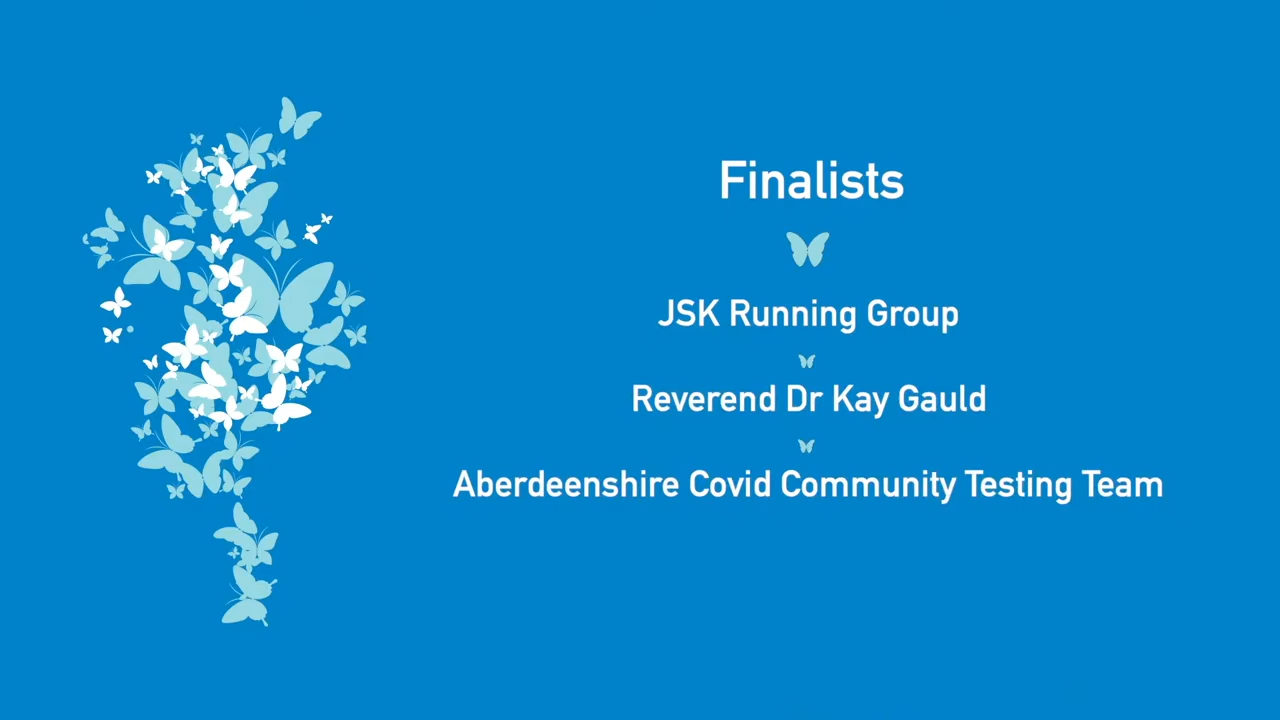 Finalists
JSK Running Group
Reverend Dr Kay Gauld
Aberdeenshire Covid Community Testing Team